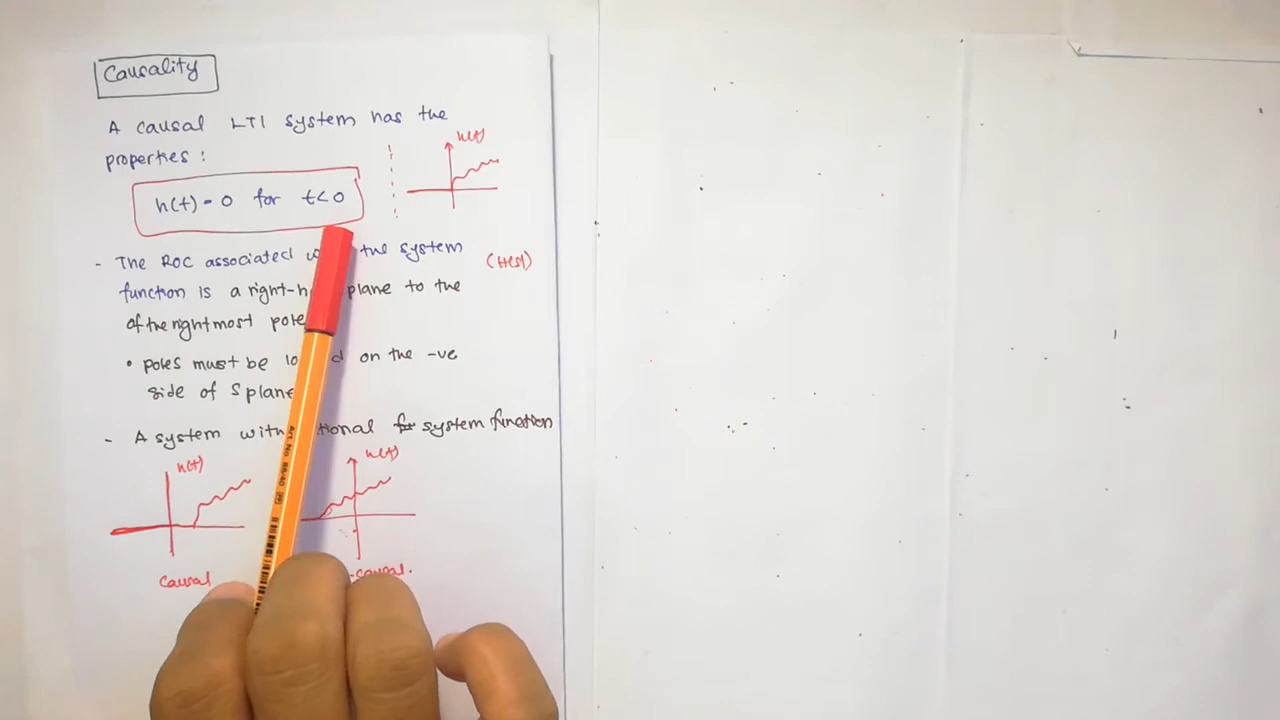 Causality
A causal LTI system has the
properties :
h(t)
h(t) = 0 for t<0
- The ROC associated the system (H(s))
function is a right-h plane to the
of the rightmost pole
• poles must be lo d on the -ve
side of S plane
- A system with tional system function
h(t) h(t)
Causal -causal.